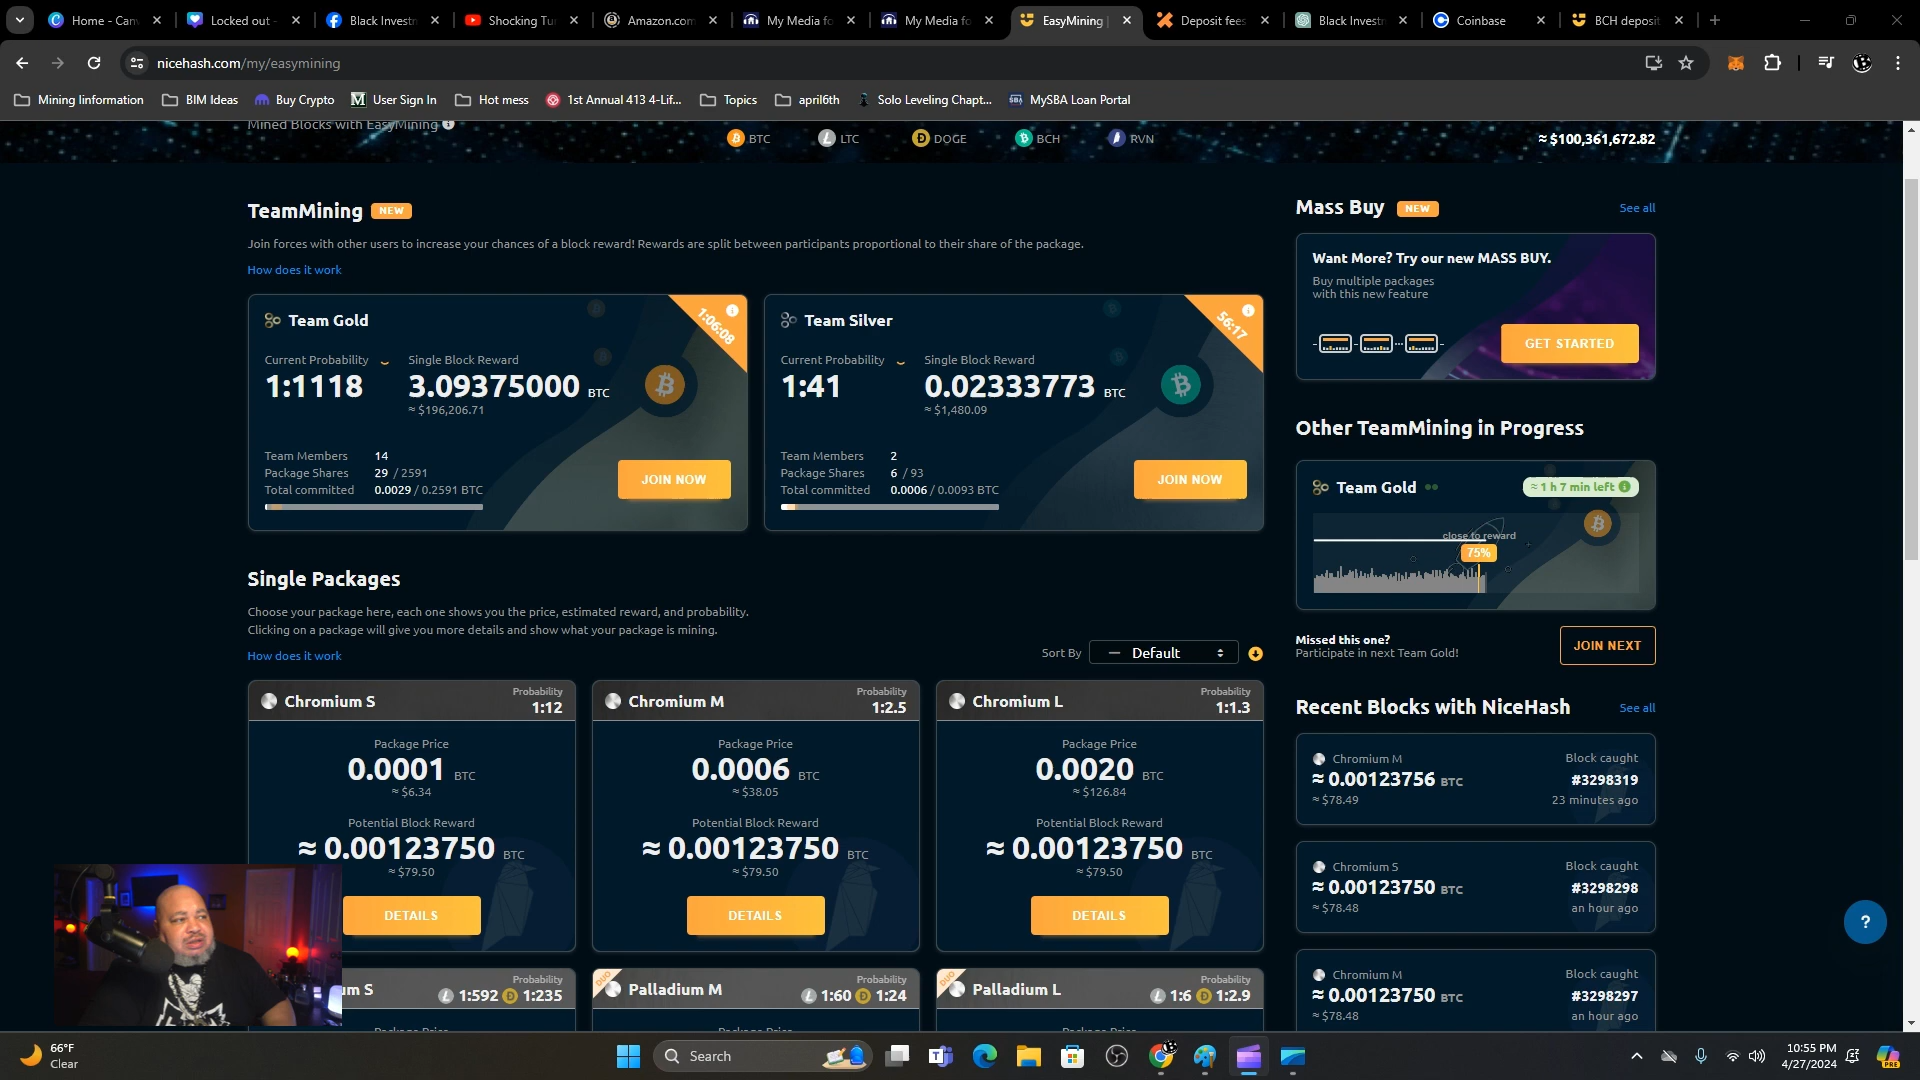 Home - Can
Locked out -
Black Investn
Shocking Tu
Amazon.com
My Media fo
My Media fo
EasyMining |
Deposit fees
Black Investn
Coinbase
BCH deposit
nicehash.com/my/easymining
Mining Iinformation
BIM Ideas
Buy Crypto
User Sign In
Hot mess
1st Annual 413 4-Lif...
Topics
april6th
Solo Leveling Chapt...
MySBA Loan Portal
Mined Blocks with EasyMining
BTC
LTC
DOGE
BCH
RVN
≈ $100,361,672.82
TeamMining NEW
Join forces with other users to increase your chances of a block reward! Rewards are split between participants proportional to their share of the package.
How does it work
Team Gold
1:06:08
Current Probability
Single Block Reward
1:1118
3.09375000 BTC
≈ $196,206.71
Team Members 14
Package Shares 29 / 2591
Total committed 0.0029 / 0.2591 BTC
JOIN NOW
Team Silver
56:17
Current Probability
Single Block Reward
1:41
0.02333773 BTC
≈ $1,480.09
Team Members 2
Package Shares 6 / 93
Total committed 0.0006 / 0.0093 BTC
JOIN NOW
Mass Buy NEW
See all
Want More? Try our new MASS BUY.
Buy multiple packages
with this new feature
GET STARTED
Other TeamMining in Progress
Team Gold
≈ 1 h 7 min left
close to reward
75%
Missed this one?
Participate in next Team Gold!
JOIN NEXT
Single Packages
Choose your package here, each one shows you the price, estimated reward, and probability.
Clicking on a package will give you more details and show what your package is mining.
How does it work
Sort By
Default
Chromium S
Probability
1:12
Package Price
0.0001 BTC
≈ $6.34
Potential Block Reward
≈ 0.00123750 BTC
≈ $79.50
DETAILS
Chromium M
Probability
1:2.5
Package Price
0.0006 BTC
≈ $38.05
Potential Block Reward
≈ 0.00123750 BTC
≈ $79.50
DETAILS
Chromium L
Probability
1:1.3
Package Price
0.0020 BTC
≈ $126.84
Potential Block Reward
≈ 0.00123750 BTC
≈ $79.50
DETAILS
Recent Blocks with NiceHash
See all
Chromium M
Block caught
≈ 0.00123756 BTC
#3298319
≈ $78.49
23 minutes ago
Chromium S
Block caught
≈ 0.00123750 BTC
#3298298
≈ $78.48
an hour ago
Chromium M
Block caught
≈ 0.00123750 BTC
#3298297
≈ $78.48
an hour ago
?
um S
Probability
1:592 1:235
DUO
Palladium M
Probability
1:60 1:24
DUO
Palladium L
Probability
1:6 1:2.9
Package Price
Package Price
Package Price
66°F
Clear
Search
10:55 PM
4/27/2024
PRE